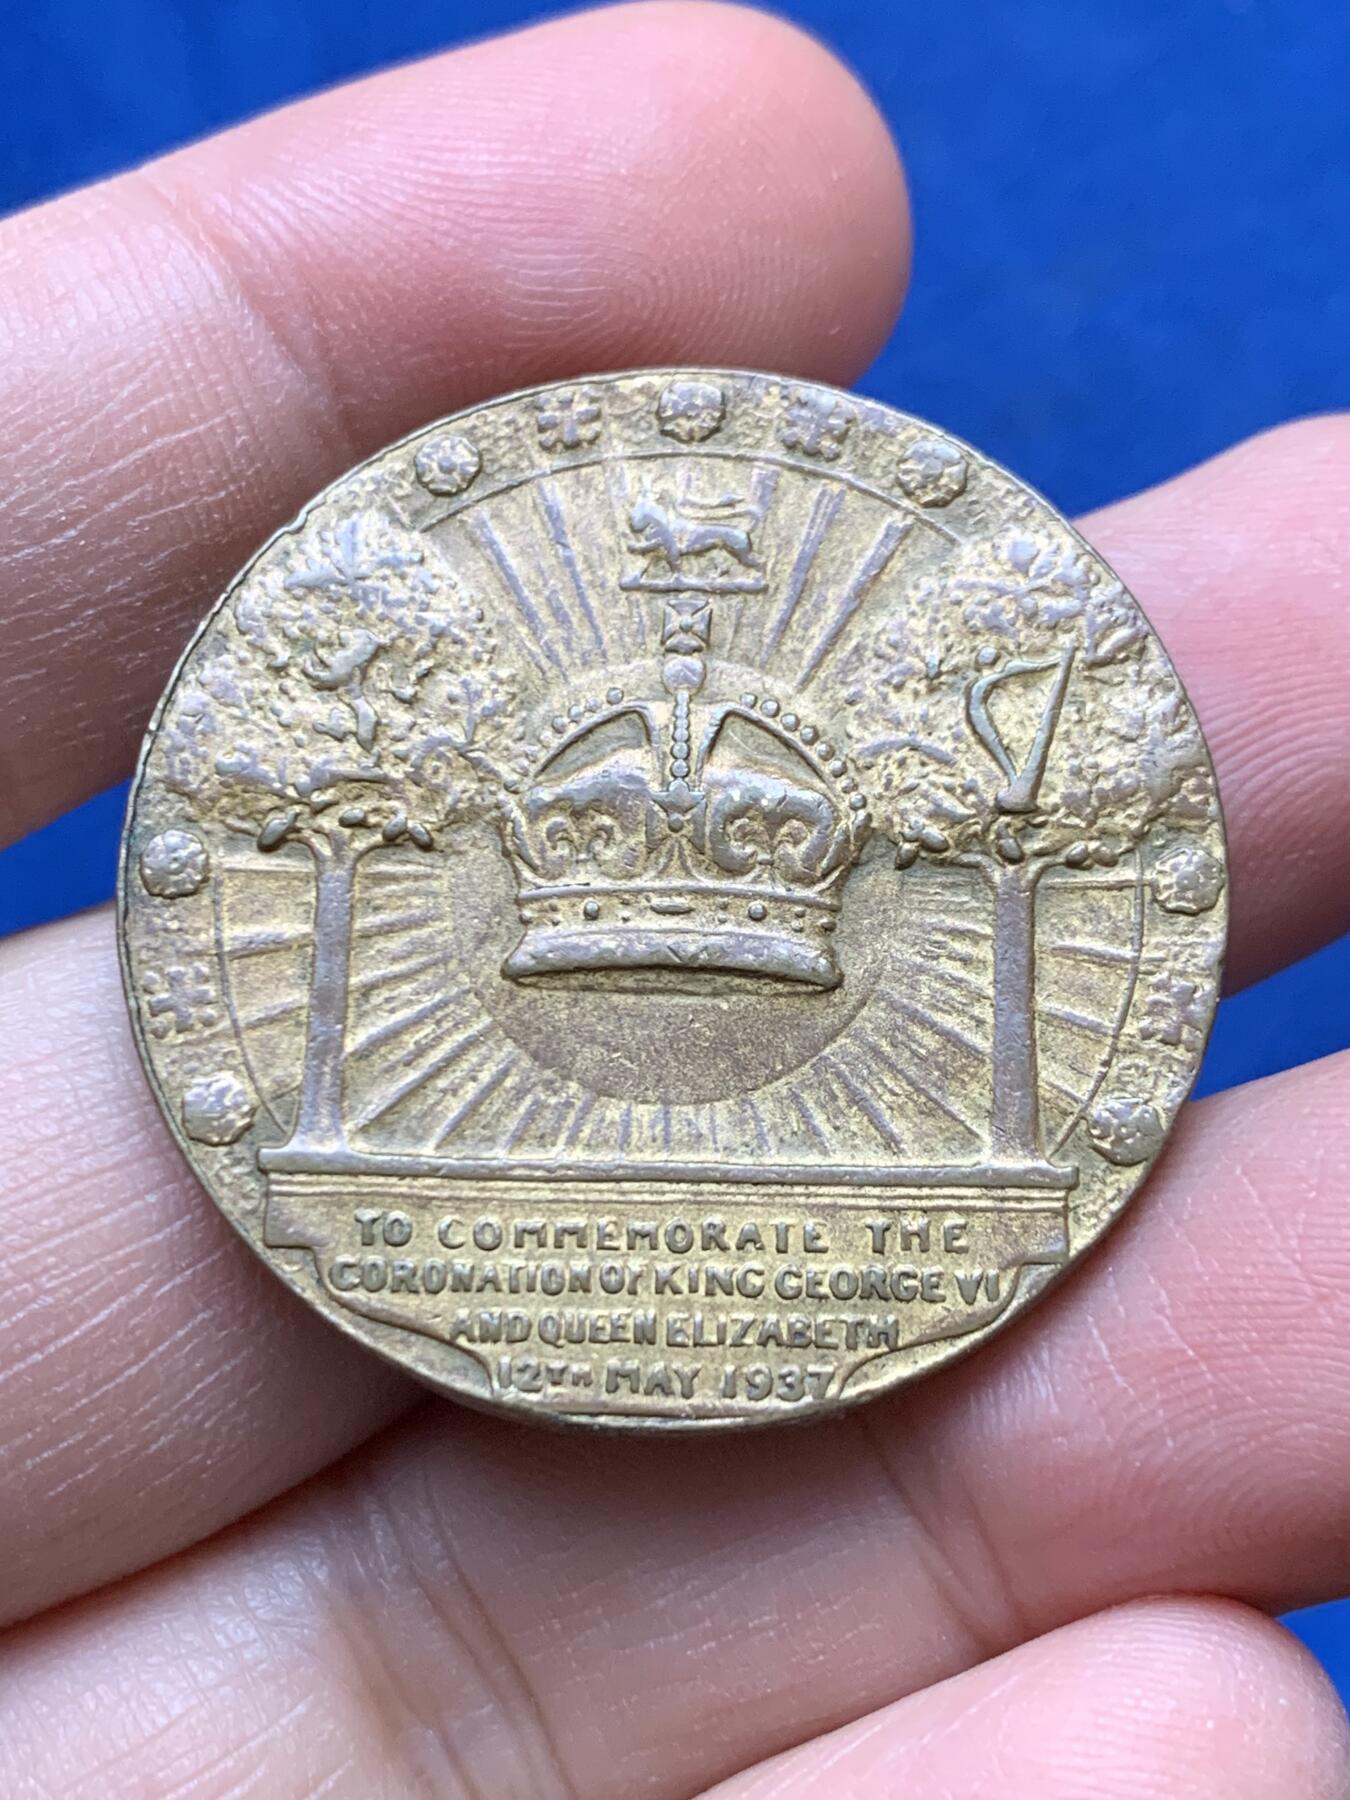 TO COMMEMORATE THE
CORONATION OF KING GEORGE VI
AND QUEEN ELIZABETH
12TH MAY 1937